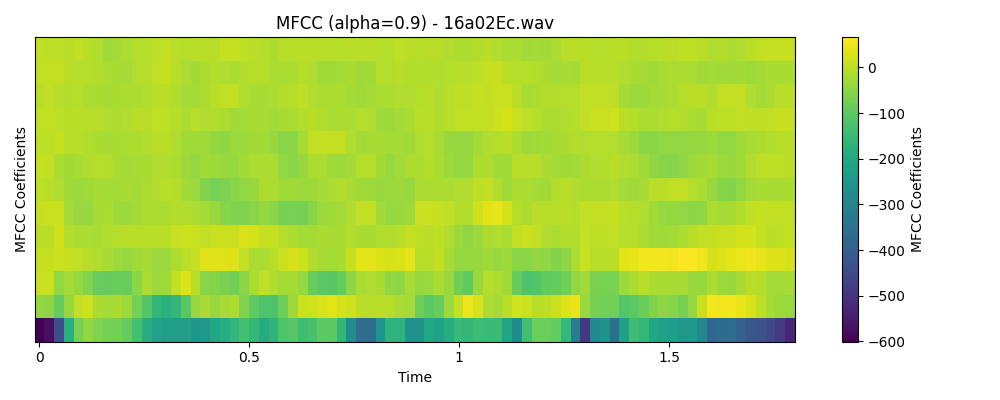 MFCC (alpha=0.9) - 16a02Ec.wav
MFCC Coefficients
0
0.5
1
1.5
Time
0
−100
−200
−300
−400
−500
−600
MFCC Coefficients